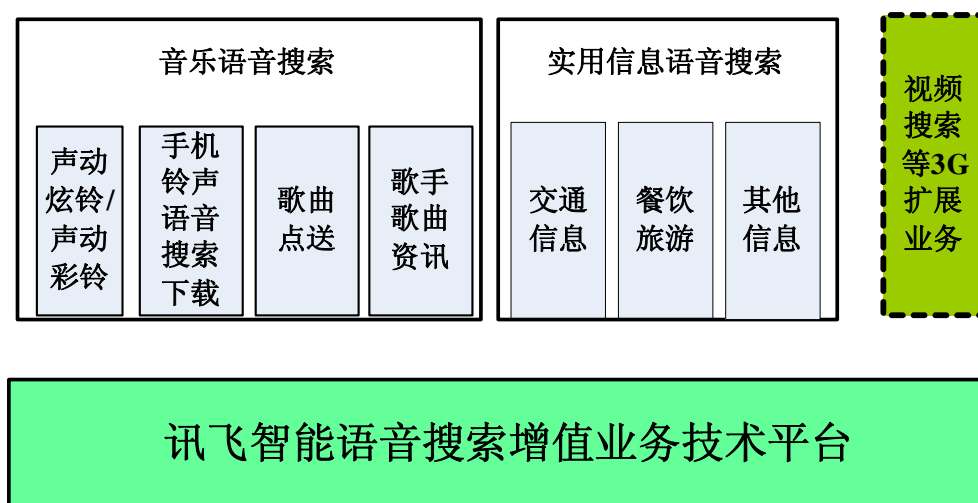 音乐语音搜索
声动
炫铃/
声动
彩铃
手机
铃声
语音
搜索
下载
歌曲
点送
歌手
歌曲
资讯
实用信息语音搜索
交通
信息
餐饮
旅游
其他
信息
视频
搜索
等3G
扩展
业务
讯飞智能语音搜索增值业务技术平台